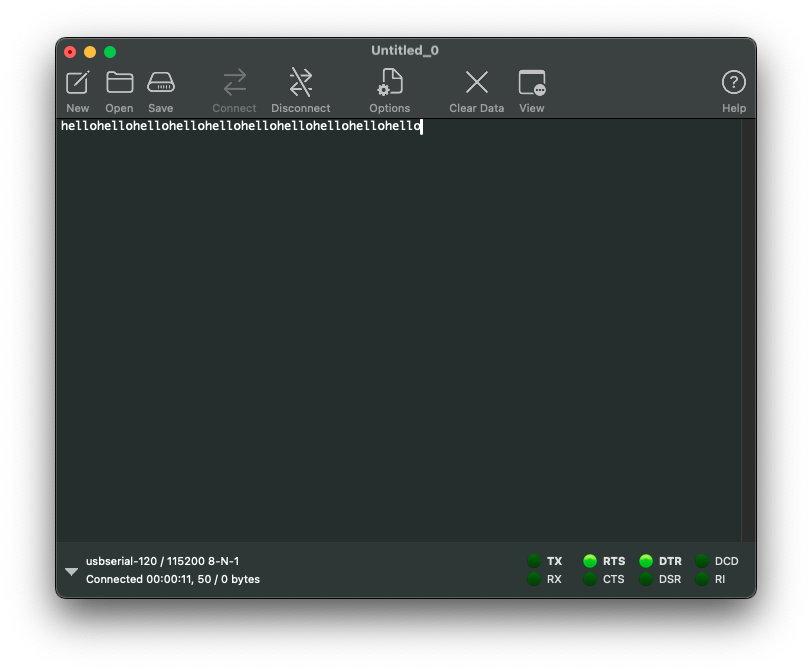 Untitled_0
New Open Save Connect Disconnect Options Clear Data View Help
hellohellohellohellohellohellohellohellohellohello
usbserial-120 / 115200 8-N-1
Connected 00:00:11, 50 / 0 bytes
TX RTS DTR DCD
RX CTS DSR RI